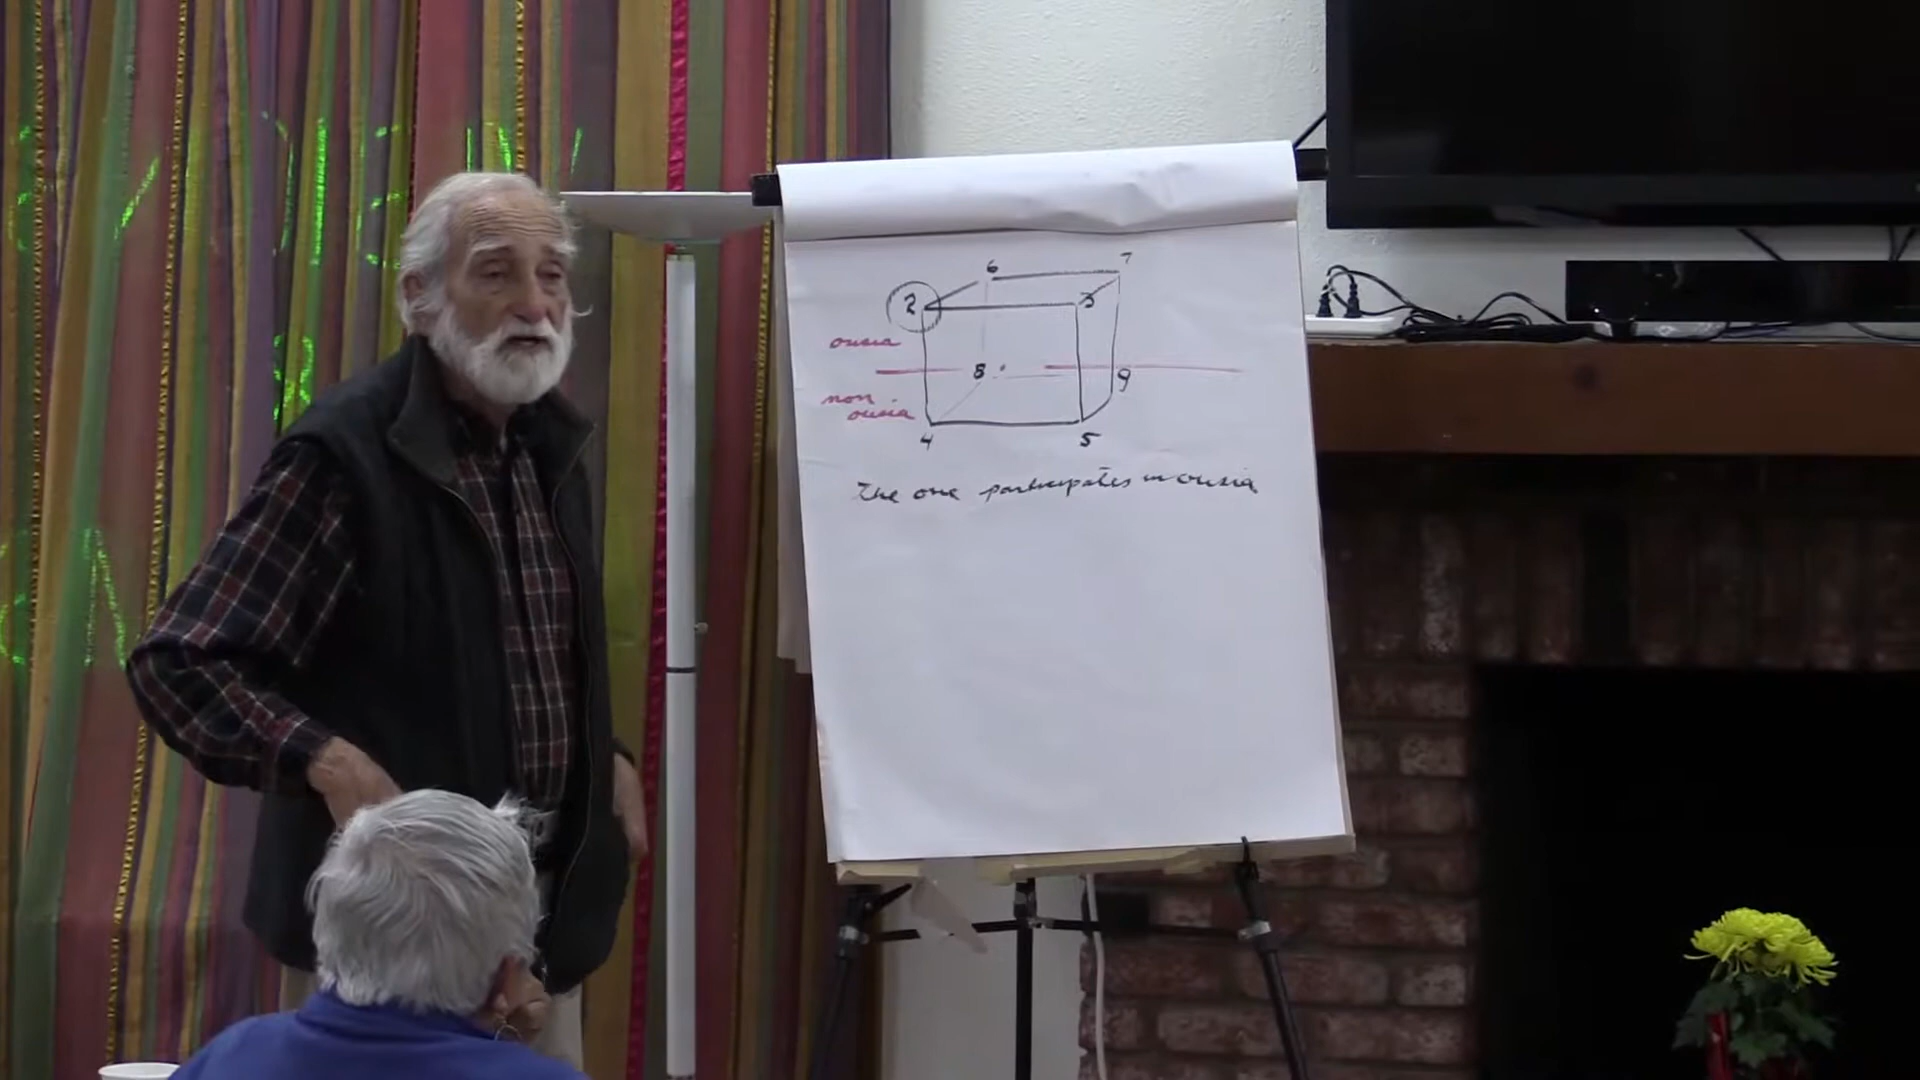 6 7
2 3
ousia
8 9
non
ousia
4 5
The one participates in ousia